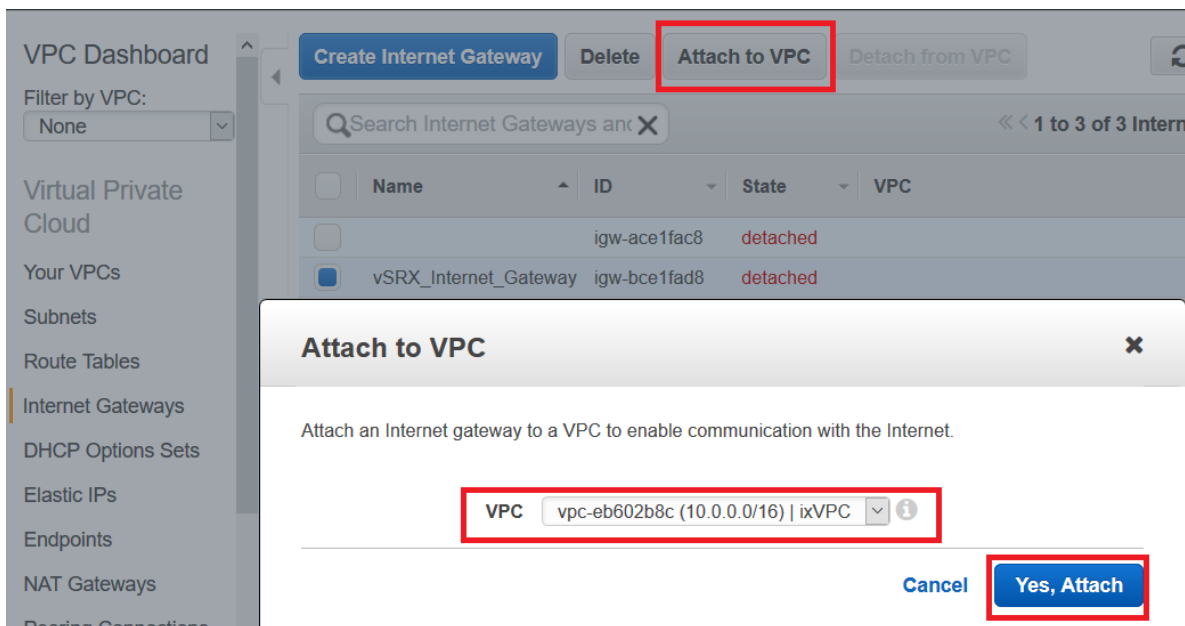 VPC Dashboard
Filter by VPC:
None
Virtual Private
Cloud
Your VPCs
Subnets
Route Tables
Internet Gateways
DHCP Options Sets
Elastic IPs
Endpoints
NAT Gateways
Peering Connections
Create Internet Gateway Delete Attach to VPC Detach from VPC
Search Internet Gateways and
1 to 3 of 3 Intern
Name ID State VPC
igw-ace1fac8 detached
vSRX_Internet_Gateway igw-bce1fad8 detached
Attach to VPC
Attach an Internet gateway to a VPC to enable communication with the Internet.
VPC vpc-eb602b8c (10.0.0.0/16) | ixVPC
Cancel Yes, Attach